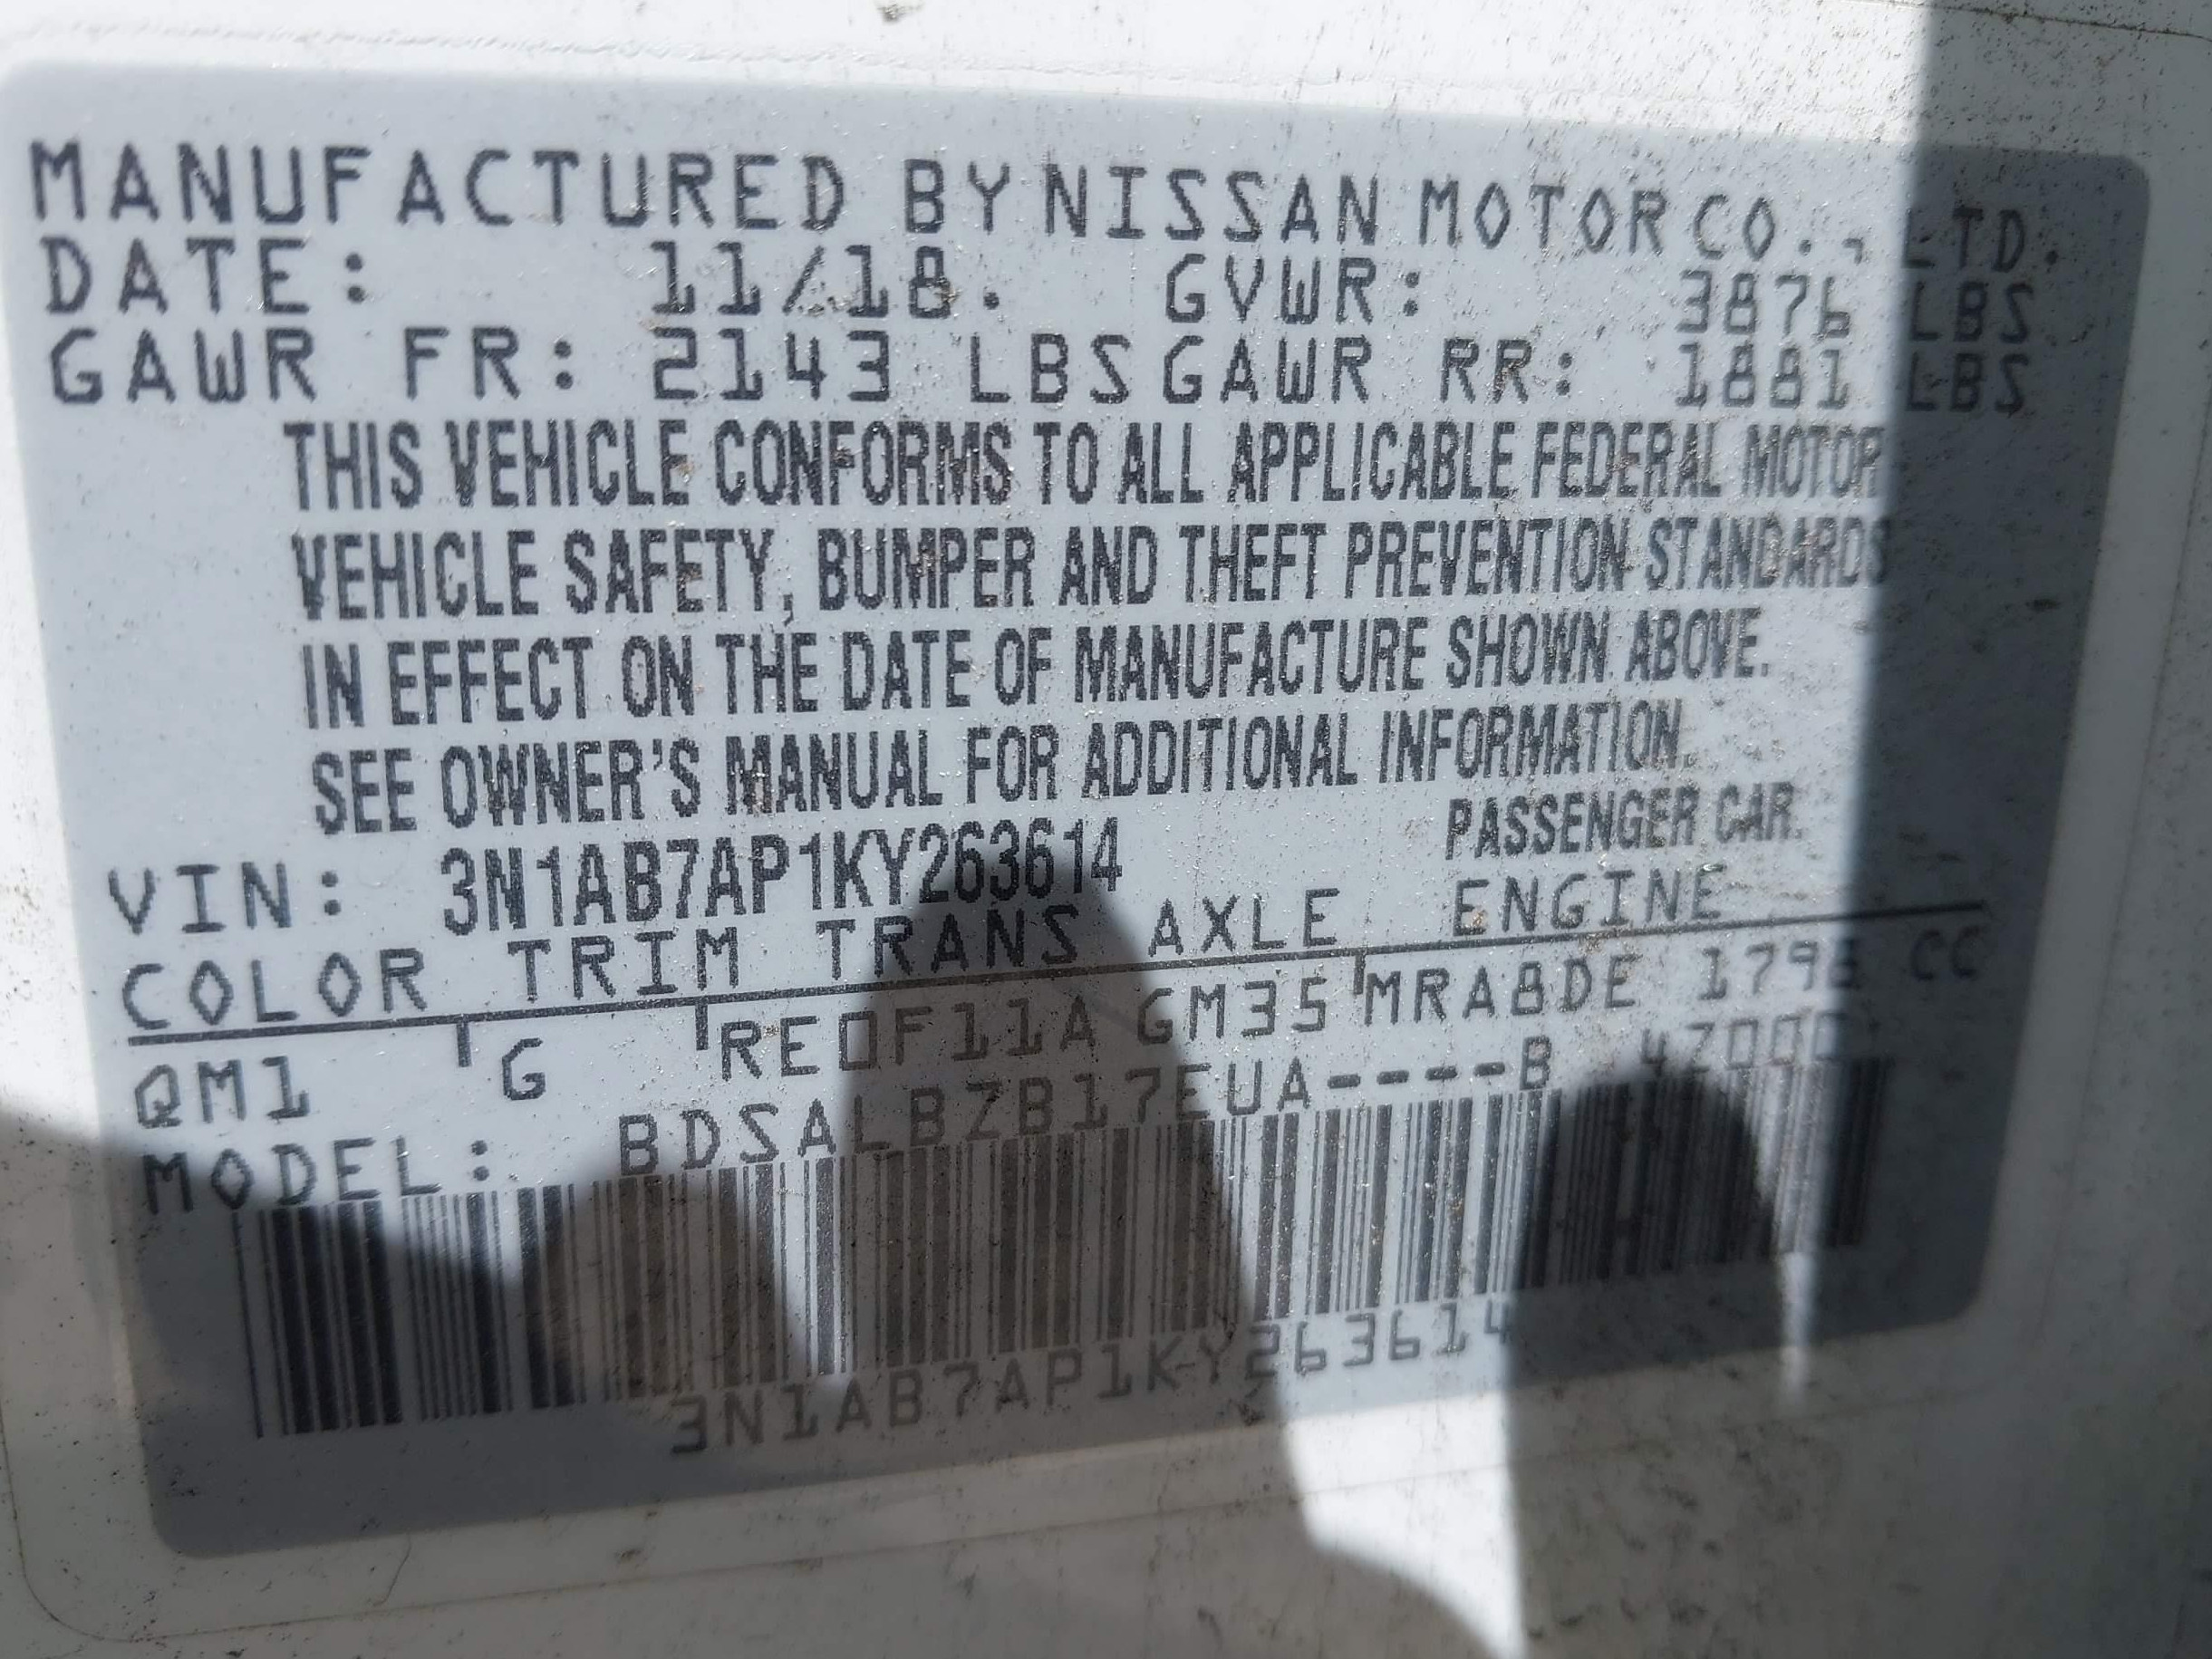 MANUFACTURED BY NISSAN MOTOR CO., LTD.
DATE: 11/18. GVWR: 3876 LBS
GAWR FR: 2143 LBS GAWR RR: 1881 LBS
THIS VEHICLE CONFORMS TO ALL APPLICABLE FEDERAL MOTOR
VEHICLE SAFETY, BUMPER AND THEFT PREVENTION STANDARDS
IN EFFECT ON THE DATE OF MANUFACTURE SHOWN ABOVE.
SEE OWNER'S MANUAL FOR ADDITIONAL INFORMATION.
VIN: 3N1AB7AP1KY263614 PASSENGER CAR.
COLOR TRIM TRANS AXLE ENGINE
QM1 G RE0F11A GM35 MRA8DE CC
MODEL: BDSALBZB17EUA----B 4Z000
3N1AB7AP1KY263614